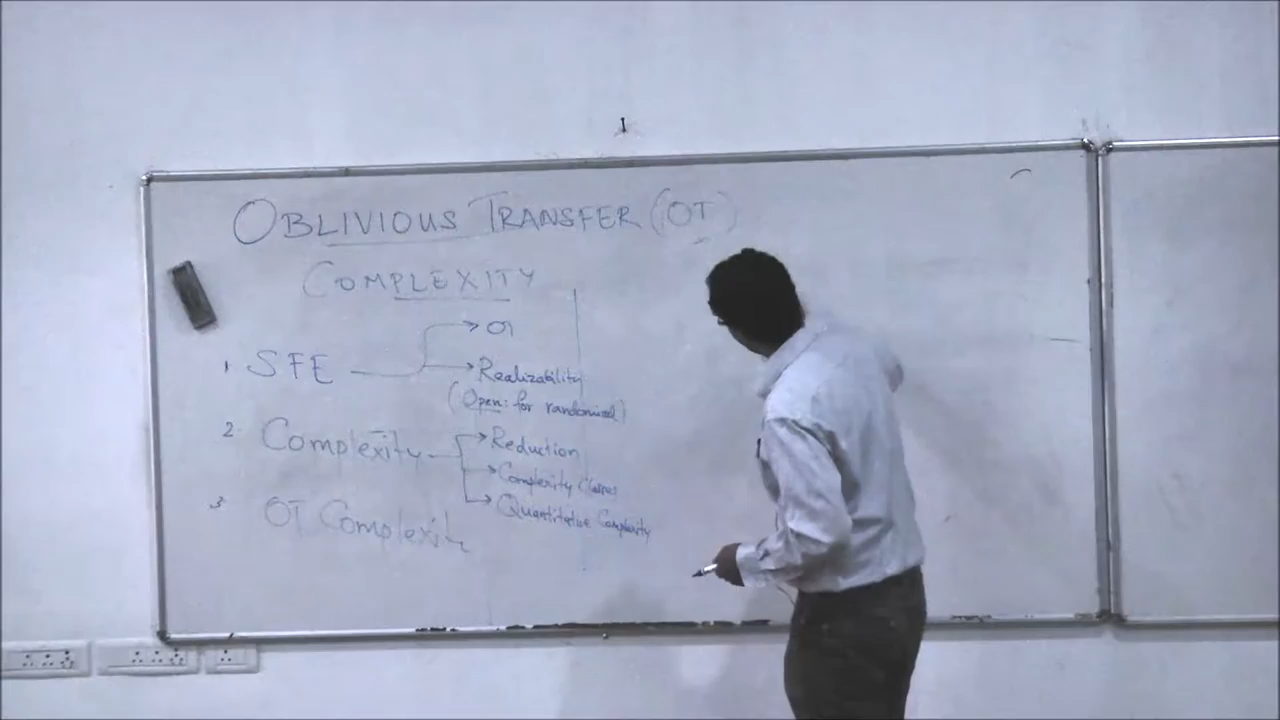 OBLIVIOUS TRANSFER (OT)
COMPLEXITY
1 SFE → OT
→ Realizability
(Open: for randomized)
2 Complexity → Reduction
→ Complexity Classes
→ Quantitative Complexity
3 OT Complexity